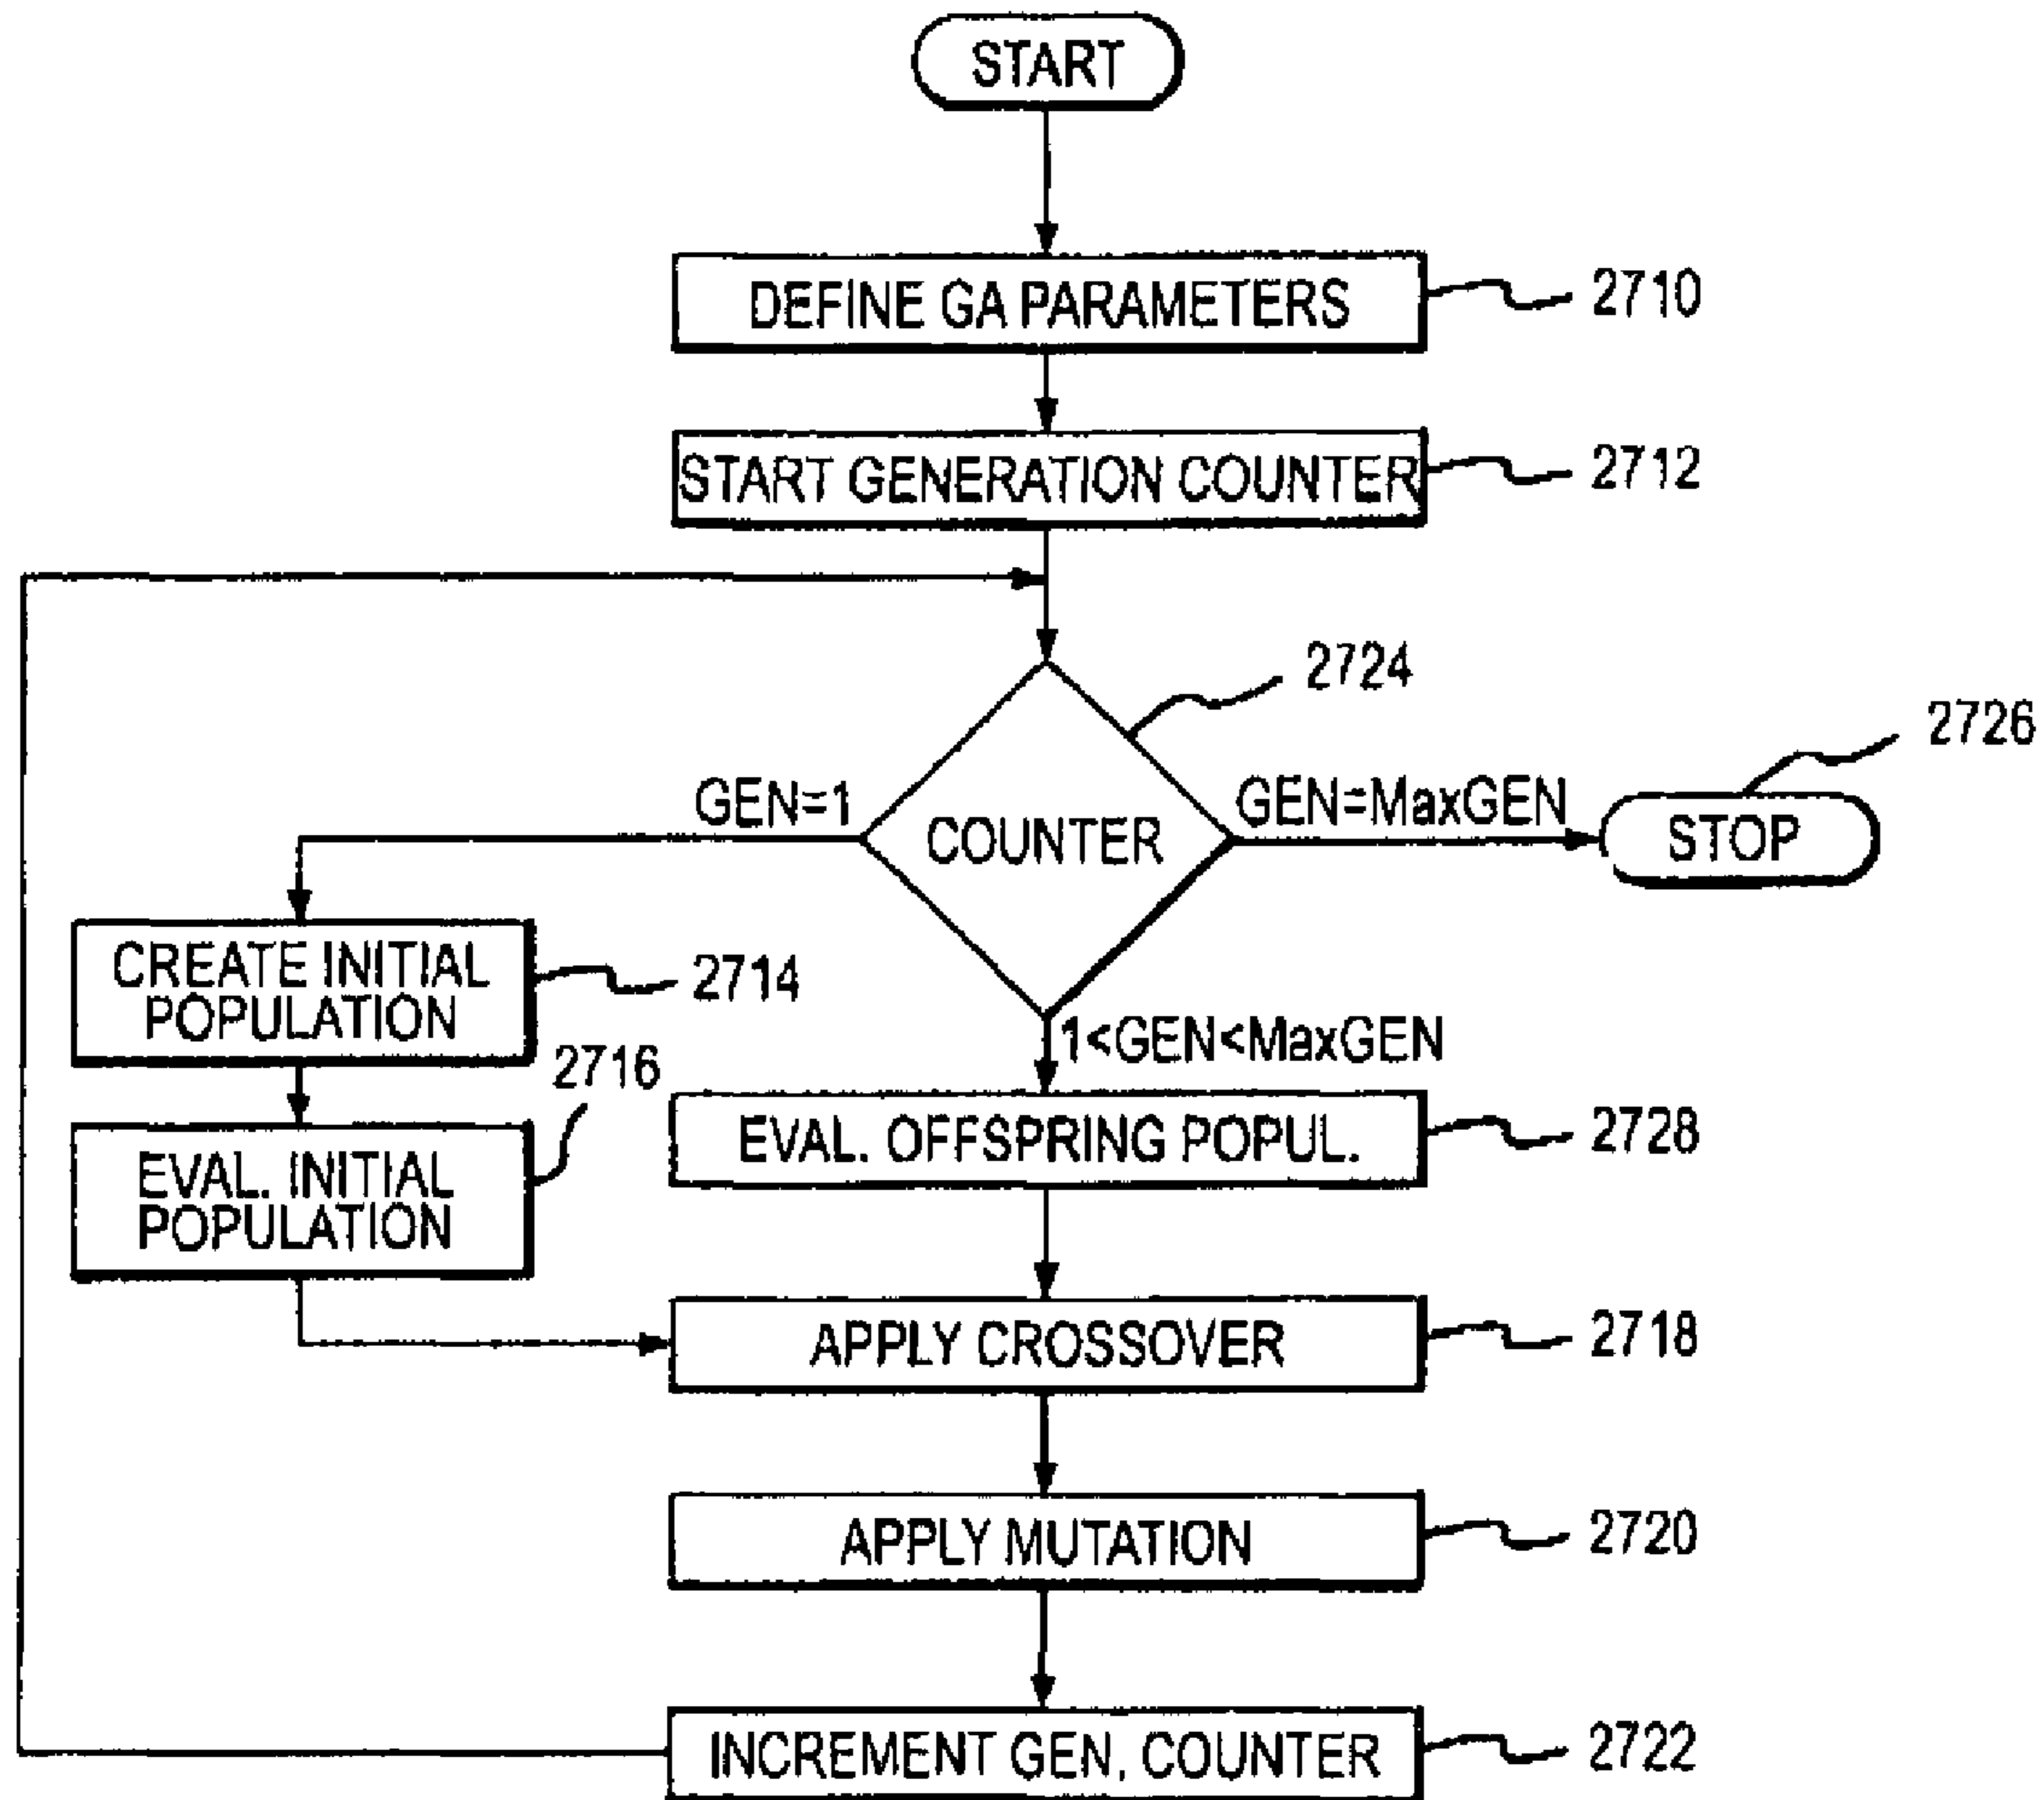 START
DEFINE GA PARAMETERS
2710
START GENERATION COUNTER
2712
2724
2726
GEN=1
COUNTER
GEN=MaxGEN
STOP
CREATE INITIAL
POPULATION
2714
1<GEN<MaxGEN
2716
EVAL. INITIAL
POPULATION
EVAL. OFFSPRING POPUL.
2728
APPLY CROSSOVER
2718
APPLY MUTATION
2720
INCREMENT GEN. COUNTER
2722